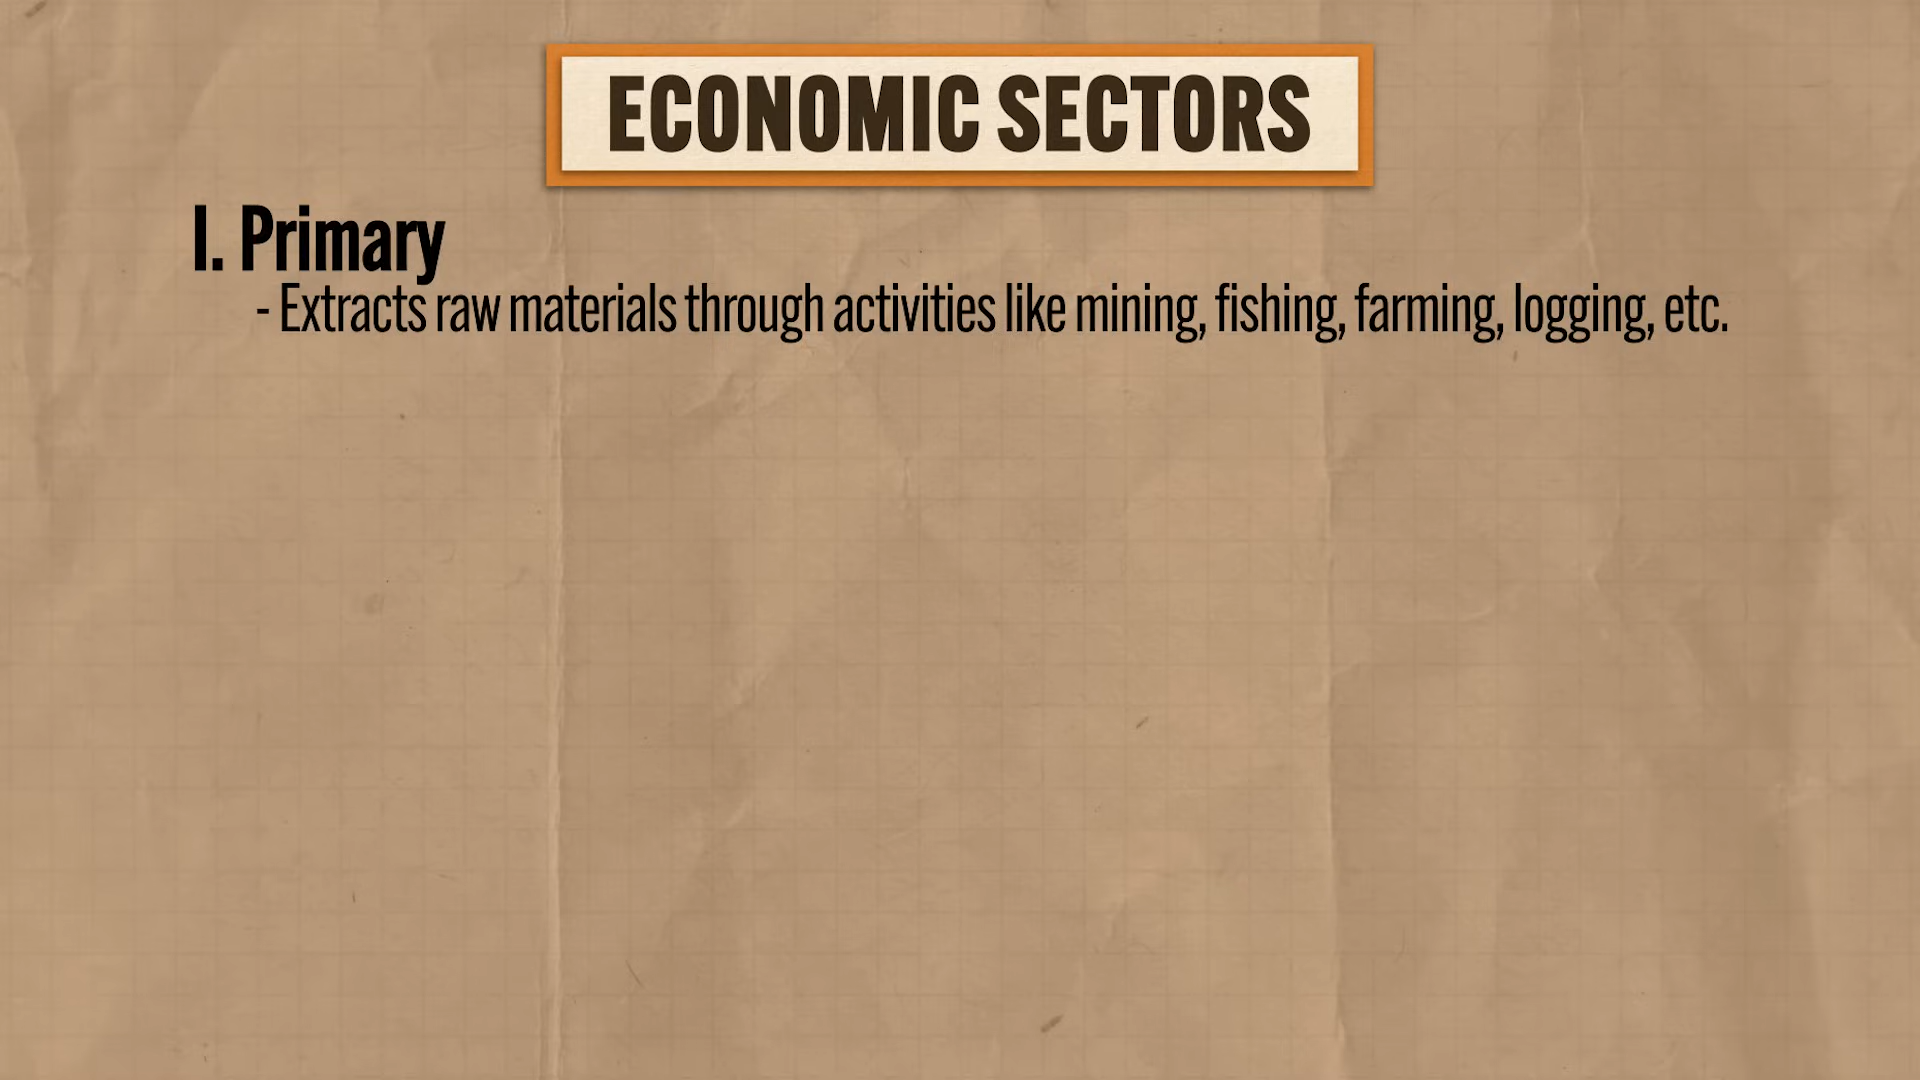 ECONOMIC SECTORS
I. Primary
- Extracts raw materials through activities like mining, fishing, farming, logging, etc.